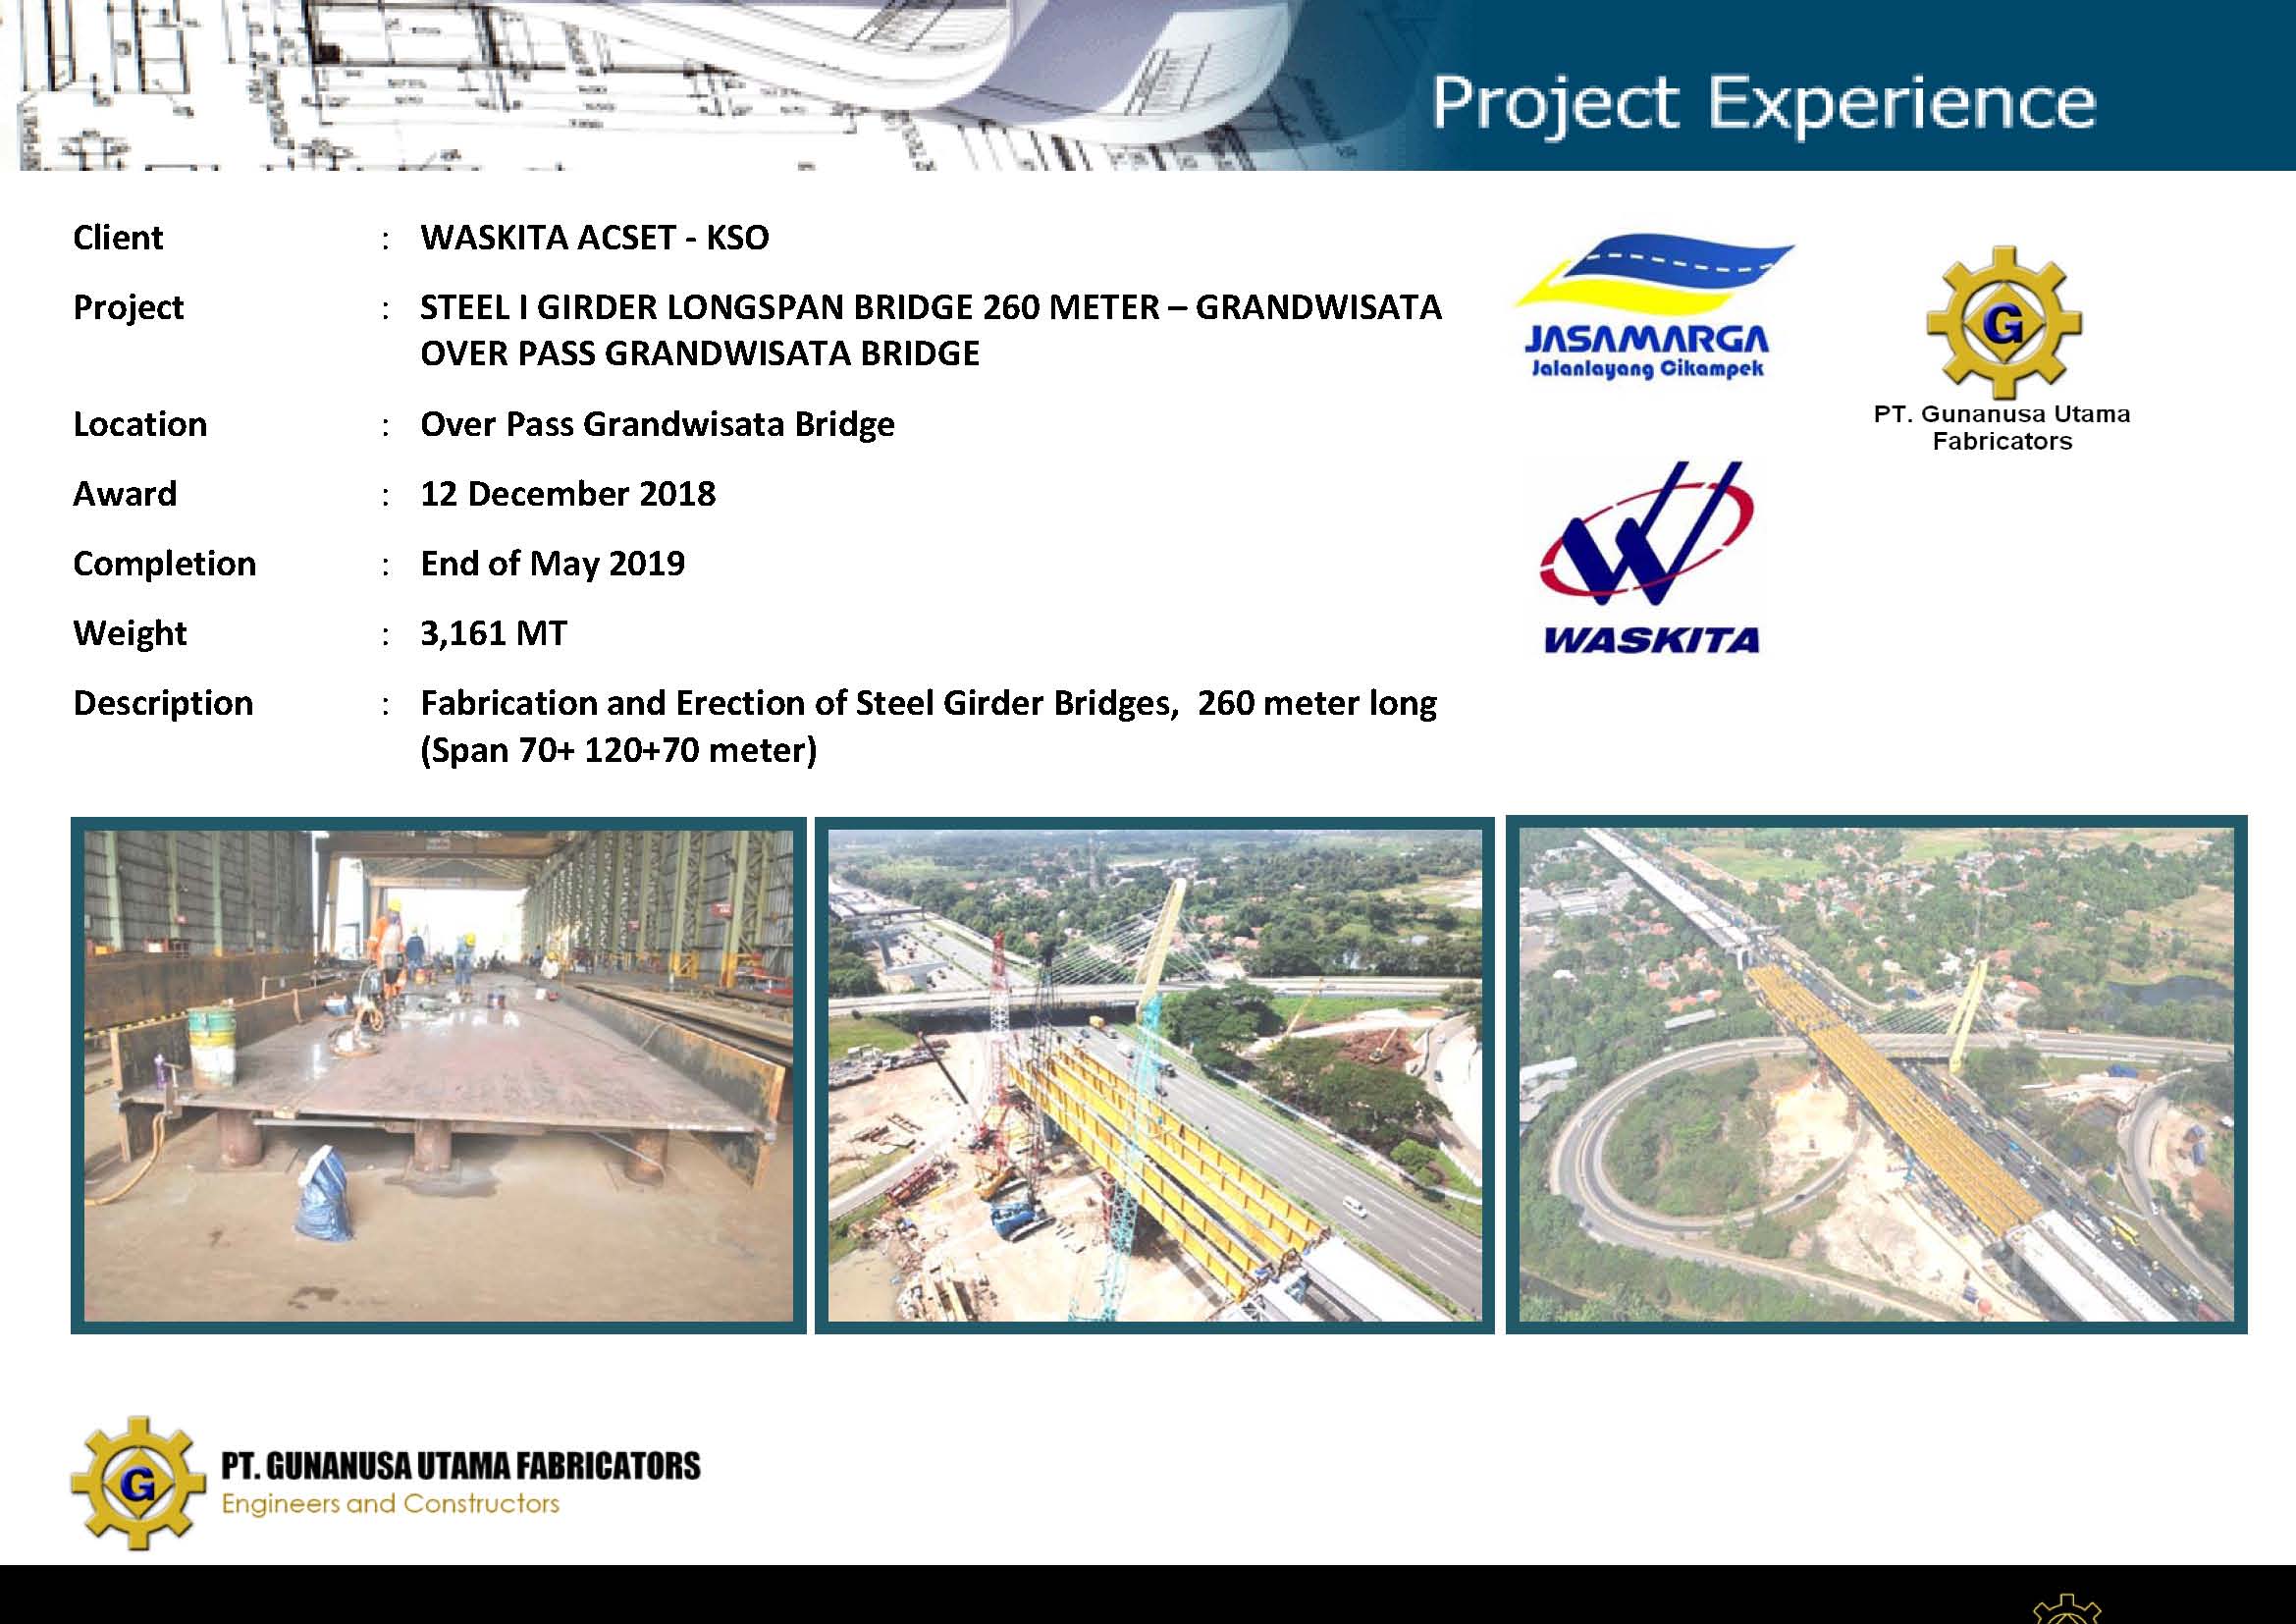 Project Experience
Client : WASKITA ACSET - KSO
Project : STEEL I GIRDER LONGSPAN BRIDGE 260 METER – GRANDWISATA
OVER PASS GRANDWISATA BRIDGE
Location : Over Pass Grandwisata Bridge
Award : 12 December 2018
Completion : End of May 2019
Weight : 3,161 MT
Description : Fabrication and Erection of Steel Girder Bridges, 260 meter long
(Span 70+ 120+70 meter)
JASAMARGA
Jalanlayang Cikampek
G
PT. Gunanusa Utama
Fabricators
WASKITA
G
PT. GUNANUSA UTAMA FABRICATORS
Engineers and Constructors